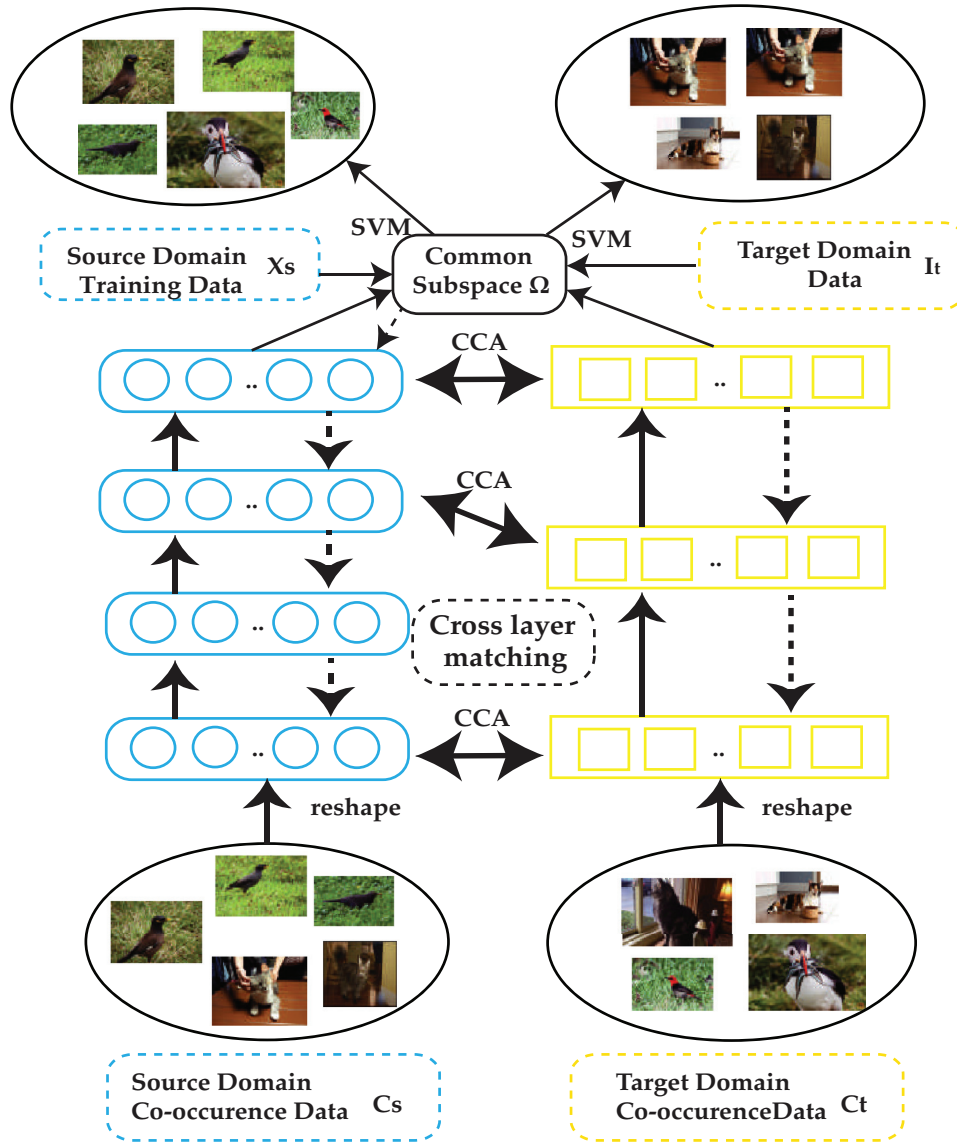 SVM
Source Domain
Training Data Xs
Common
Subspace Ω
SVM
Target Domain
Data It
CCA
..
..
CCA
..
..
..
Cross layer
matching
CCA
..
..
reshape
reshape
Source Domain
Co-occurence Data Cs
Target Domain
Co-occurenceData Ct